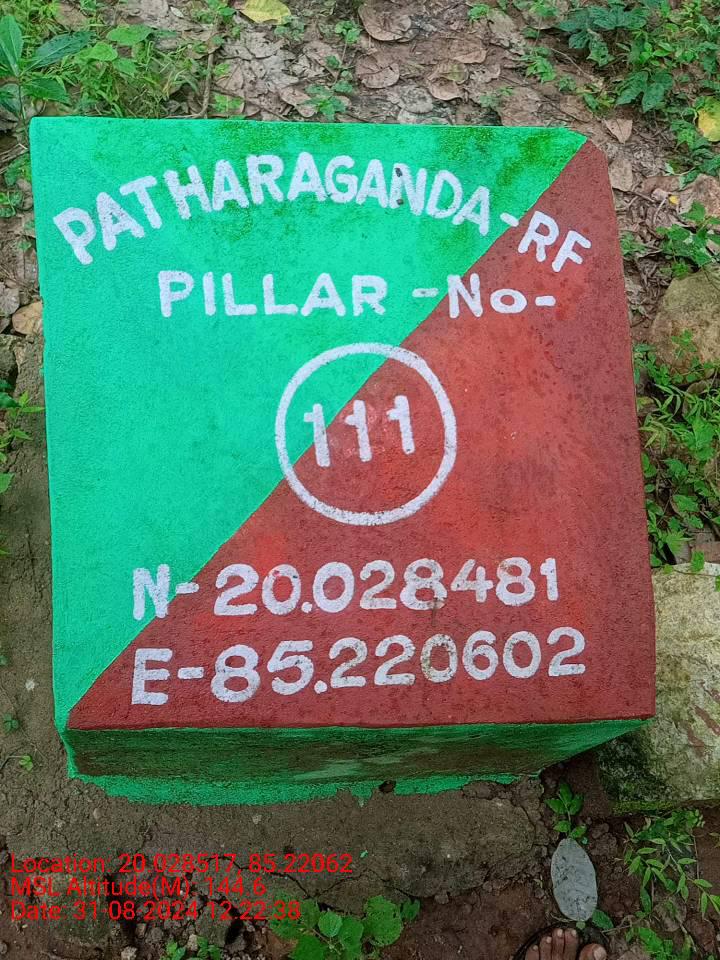 PATHARAGANDA-RF
PILLAR -No-
111
N-20.028481
E-85.220602
Location: 20.028517, 85.22062
MSL Altitude(M): 144.6
Date: 31-08-2024 12:22:38